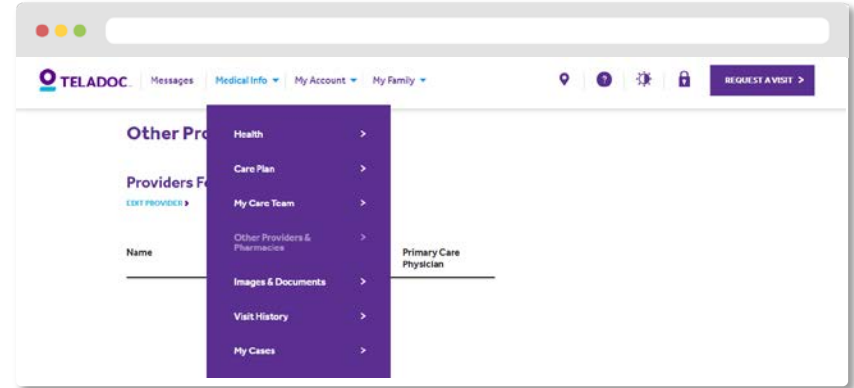 TELADOC. Messages Medical Info My Account My Family ? REQUEST A VISIT >
Other Pro
Health >
Care Plan >
Providers Fo
EDIT PROVIDER >
My Care Team >
Other Providers & >
Pharmacies
Name
Primary Care
Physician
Images & Documents >
Visit History >
My Cases >